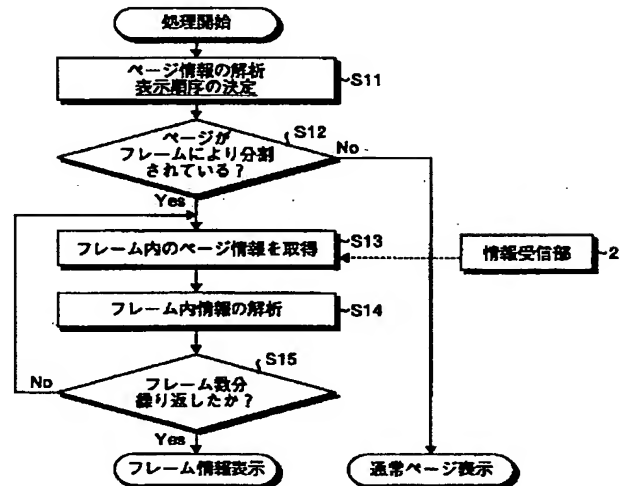 処理開始
ページ情報の解析
表示順序の決定
S11
S12
ページが
フレームにより分割
されている?
No
Yes
フレーム内のページ情報を取得
S13
情報受信部
2
フレーム内情報の解析
S14
S15
フレーム数分
繰り返したか?
No
Yes
フレーム情報表示
通常ページ表示